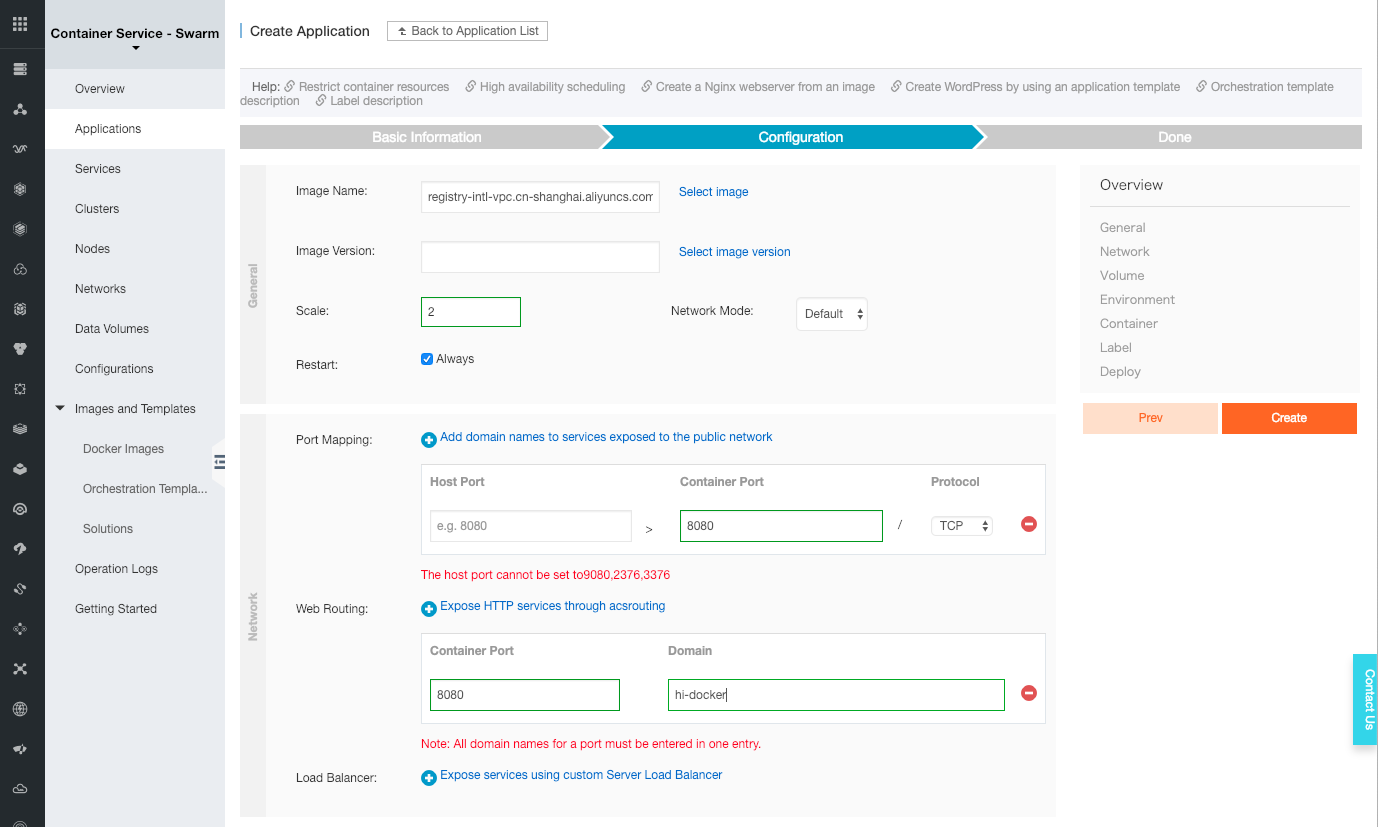 Container Service - Swarm
Overview
Applications
Services
Clusters
Nodes
Networks
Data Volumes
Configurations
Images and Templates
Docker Images
Orchestration Templa...
Solutions
Operation Logs
Getting Started
Create Application
Back to Application List
Help: Restrict container resources High availability scheduling Create a Nginx webserver from an image Create WordPress by using an application template Orchestration template
description Label description
Basic Information Configuration Done
General
Image Name: registry-intl-vpc.cn-shanghai.aliyuncs.com Select image
Image Version: Select image version
Scale: 2 Network Mode: Default
Restart: Always
Network
Port Mapping: Add domain names to services exposed to the public network
Host Port Container Port Protocol
e.g. 8080 > 8080 / TCP
The host port cannot be set to9080,2376,3376
Web Routing: Expose HTTP services through acsrouting
Container Port Domain
8080 hi-docker
Note: All domain names for a port must be entered in one entry.
Load Balancer: Expose services using custom Server Load Balancer
Overview
General
Network
Volume
Environment
Container
Label
Deploy
Prev Create
Contact Us